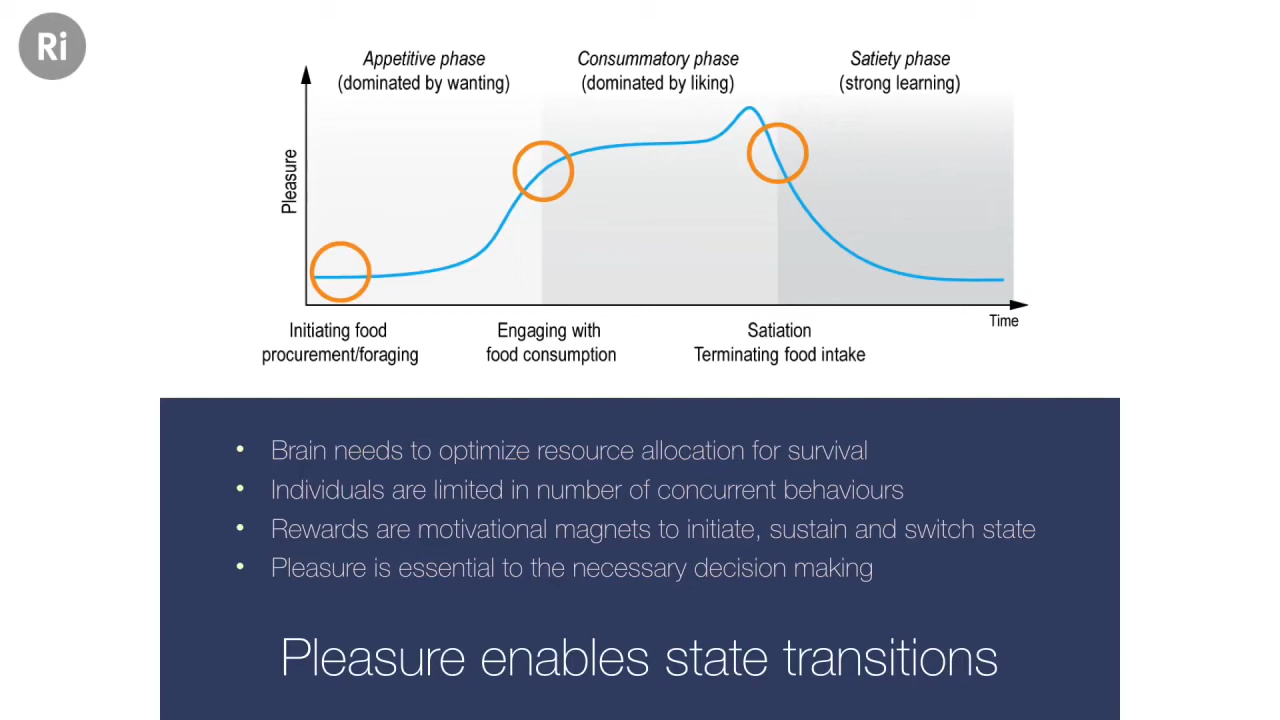 Ri
Appetitive phase
(dominated by wanting)
Consummatory phase
(dominated by liking)
Satiety phase
(strong learning)
Pleasure
Time
Initiating food
procurement/foraging
Engaging with
food consumption
Satiation
Terminating food intake
• Brain needs to optimize resource allocation for survival
• Individuals are limited in number of concurrent behaviours
• Rewards are motivational magnets to initiate, sustain and switch state
• Pleasure is essential to the necessary decision making
Pleasure enables state transitions